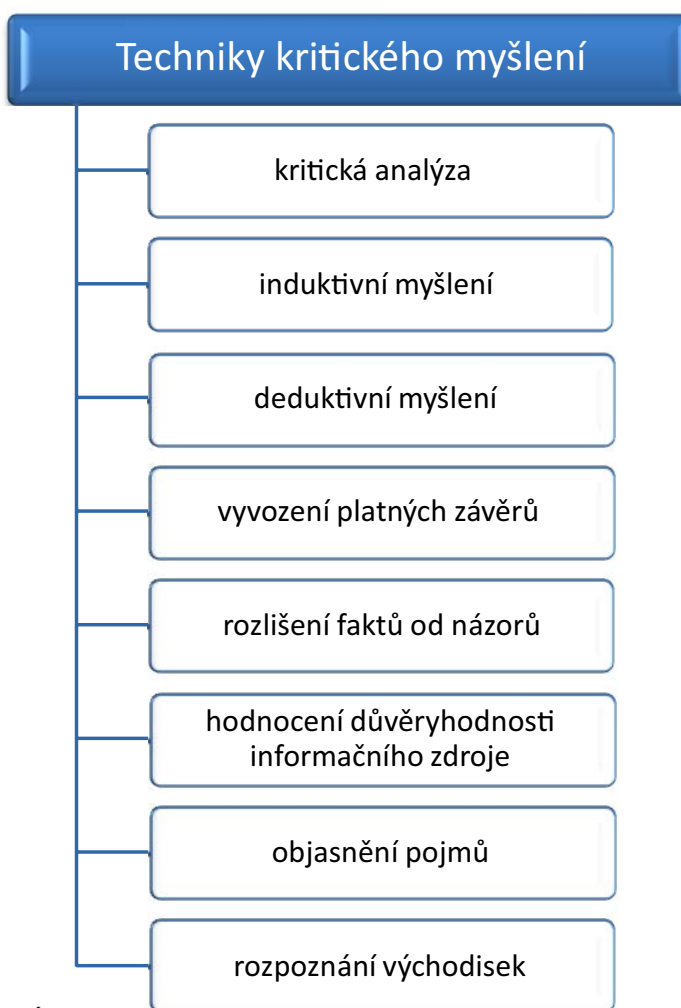 Techniky kritického myšlení
kritická analýza
induktivní myšlení
deduktivní myšlení
vyvození platných závěrů
rozlišení faktů od názorů
hodnocení důvěryhodnosti
informačního zdroje
objasnění pojmů
rozpoznání východisek